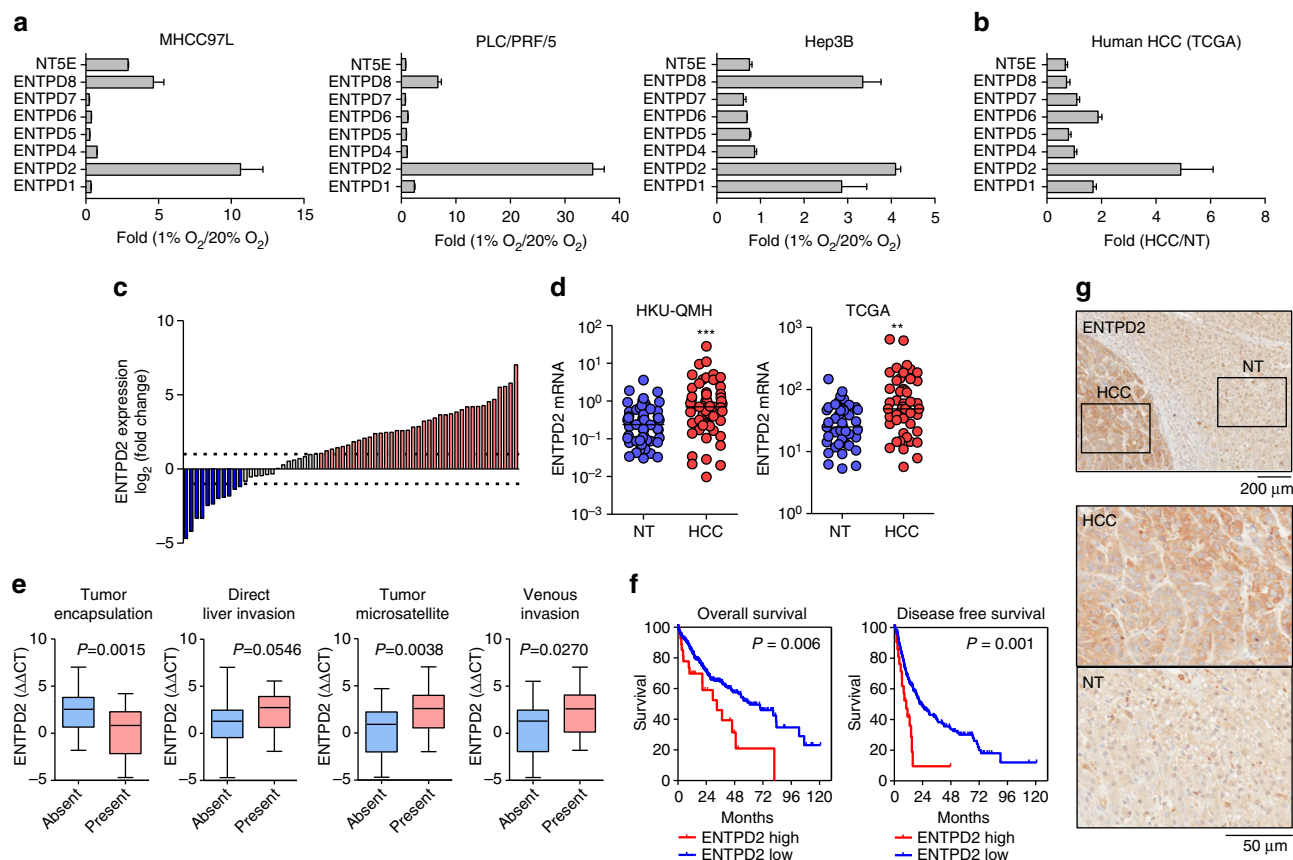 a
MHCC97L
NT5E
ENTPD8
ENTPD7
ENTPD6
ENTPD5
ENTPD4
ENTPD2
ENTPD1
0 5 10 15
Fold (1% O2/20% O2)
PLC/PRF/5
NT5E
ENTPD8
ENTPD7
ENTPD6
ENTPD5
ENTPD4
ENTPD2
ENTPD1
0 10 20 30 40
Fold (1% O2/20% O2)
Hep3B
NT5E
ENTPD8
ENTPD7
ENTPD6
ENTPD5
ENTPD4
ENTPD2
ENTPD1
0 1 2 3 4 5
Fold (1% O2/20% O2)
b
Human HCC (TCGA)
NT5E
ENTPD8
ENTPD7
ENTPD6
ENTPD5
ENTPD4
ENTPD2
ENTPD1
0 2 4 6 8
Fold (HCC/NT)
c
ENTPD2 expression
log2 (fold change)
10
5
0
−5
d
HKU-QMH
ENTPD2 mRNA
10^2
10^1
10^0
10^−1
10^−2
10^−3
***
NT HCC
TCGA
ENTPD2 mRNA
10^3
10^2
10^1
10^0
**
NT HCC
e
Tumor
encapsulation
P=0.0015
ENTPD2 (ΔΔCT)
10
5
0
−5
Absent Present
Direct
liver invasion
P=0.0546
ENTPD2 (ΔΔCT)
10
5
0
−5
Absent Present
Tumor
microsatellite
P=0.0038
ENTPD2 (ΔΔCT)
10
5
0
−5
Absent Present
Venous
invasion
P=0.0270
ENTPD2 (ΔΔCT)
10
5
0
−5
Absent Present
f
Overall survival
P = 0.006
Survival
100
80
60
40
20
0
0 24 48 72 96 120
Months
ENTPD2 high
ENTPD2 low
Disease free survival
P = 0.001
Survival
100
80
60
40
20
0
0 24 48 72 96 120
Months
ENTPD2 high
ENTPD2 low
g
ENTPD2
NT
HCC
200 µm
HCC
NT
50 µm